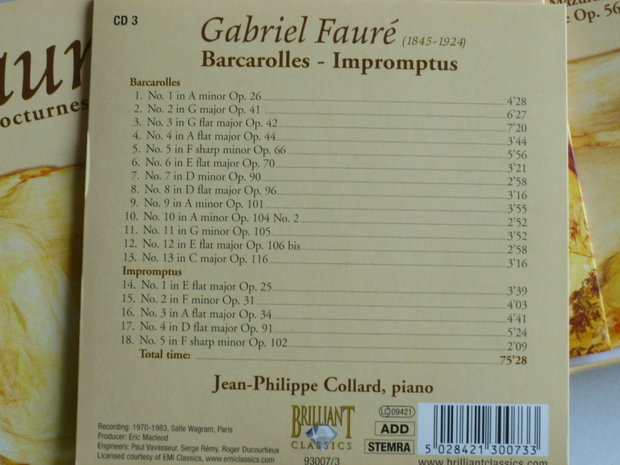 CD 3
Gabriel Fauré (1845-1924)
Barcarolles - Impromptus
Barcarolles
1. No. 1 in A minor Op. 26 4'28
2. No. 2 in G major Op. 41 6'27
3. No. 3 in G flat major Op. 42 7'20
4. No. 4 in A flat major Op. 44 3'44
5. No. 5 in F sharp minor Op. 66 5'56
6. No. 6 in E flat major Op. 70 3'21
7. No. 7 in D minor Op. 90 2'58
8. No. 8 in D flat major Op. 96 3'16
9. No. 9 in A minor Op. 101 3'55
10. No. 10 in A minor Op. 104 No. 2 2'52
11. No. 11 in G minor Op. 105 3'52
12. No. 12 in E flat major Op. 106 bis 2'58
13. No. 13 in C major Op. 116 3'16
Impromptus
14. No. 1 in E flat major Op. 25 3'39
15. No. 2 in F minor Op. 31 4'03
16. No. 3 in A flat major Op. 34 4'41
17. No. 4 in D flat major Op. 91 5'24
18. No. 5 in F sharp minor Op. 102 2'09
Total time: 75'28
Jean-Philippe Collard, piano
Recording: 1970-1983, Salle Wagram, Paris
Producer: Eric Macleod
Engineers: Paul Vavasseur, Serge Rémy, Roger Ducourtieux
Licensed courtesy of EMI Classics, www.emiclassics.com
BRILLIANT
CLASSICS
93007/3
LC 09421
ADD
STEMRA
5 028421 300733
www.brilliantclassics.com
aur
octurnes
Mazur
e Op. 56